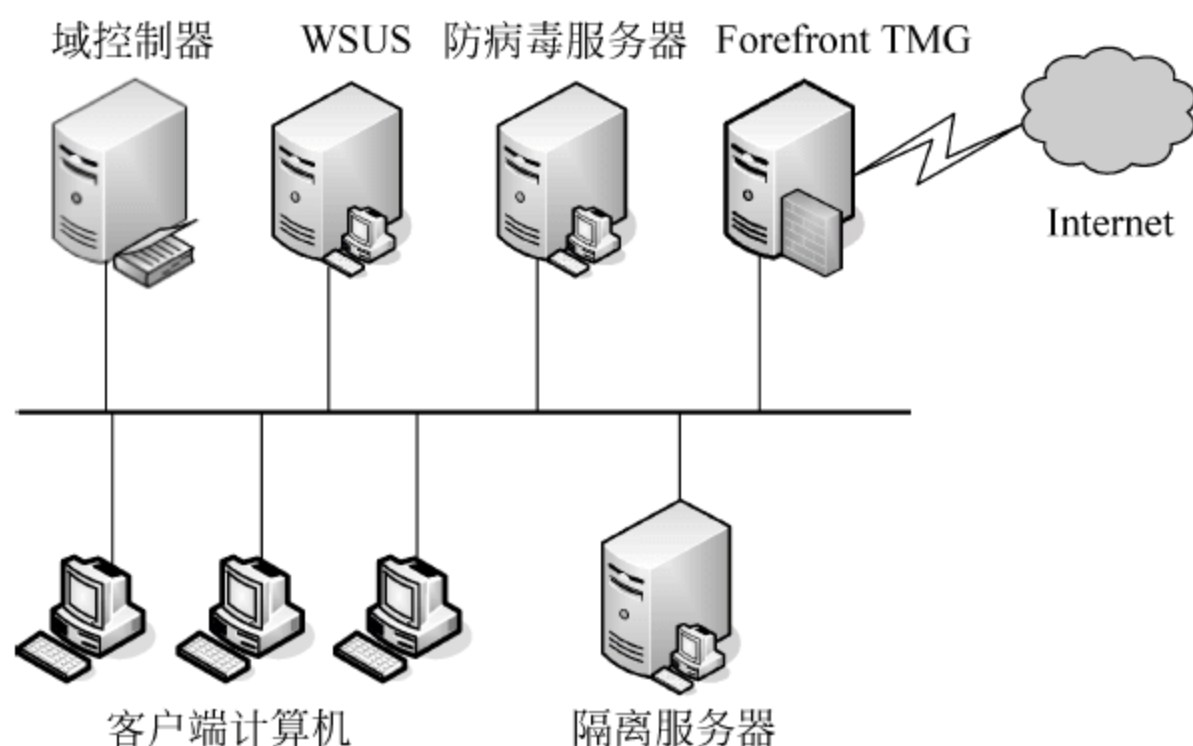 域控制器
WSUS
防病毒服务器
Forefront TMG
Internet
客户端计算机
隔离服务器